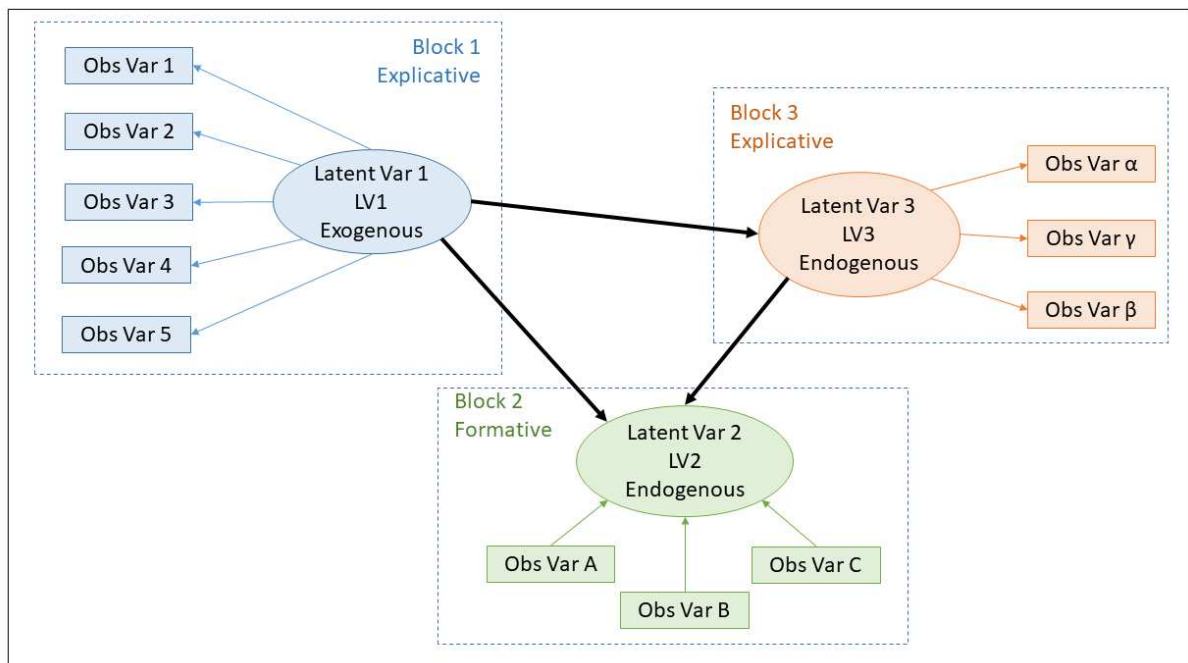 Block 1
Explicative
Obs Var 1
Obs Var 2
Obs Var 3
Obs Var 4
Obs Var 5
Latent Var 1
LV1
Exogenous
Block 3
Explicative
Latent Var 3
LV3
Endogenous
Obs Var α
Obs Var γ
Obs Var β
Block 2
Formative
Latent Var 2
LV2
Endogenous
Obs Var A
Obs Var B
Obs Var C